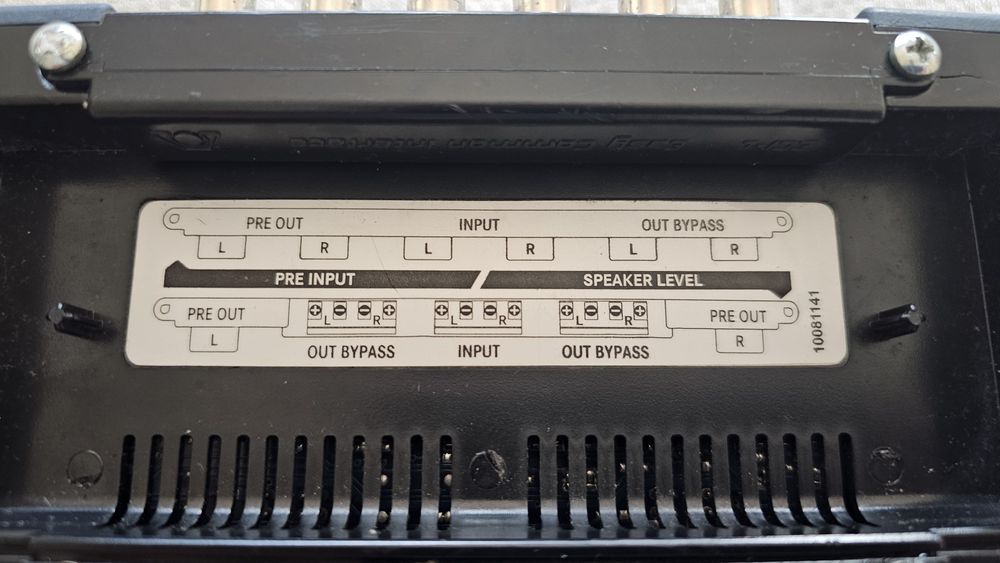 PRE OUT INPUT OUT BYPASS
L R L R L R
PRE INPUT SPEAKER LEVEL
PRE OUT + - - + + - - + + - - + PRE OUT
L L R L R L R R
OUT BYPASS INPUT OUT BYPASS
10081141